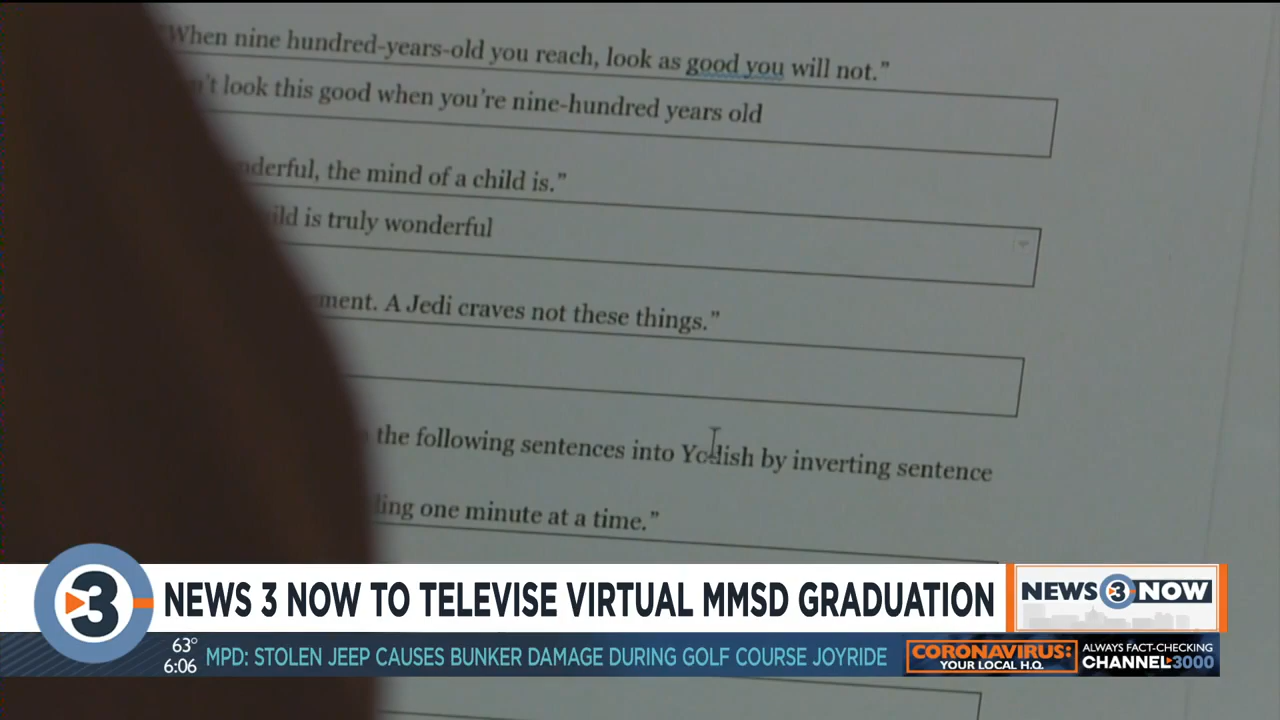 When nine hundred-years-old you reach, look as good you will not.”
look this good when you’re nine-hundred years old
the mind of a child is.”
is truly wonderful
A Jedi craves not these things.”
the following sentences into Yodish by inverting sentence
one minute at a time.”
3 NEWS 3 NOW TO TELEVISE VIRTUAL MMSD GRADUATION
NEWS 3 NOW
63°
6:06
MPD: STOLEN JEEP CAUSES BUNKER DAMAGE DURING GOLF COURSE JOYRIDE
CORONAVIRUS:
YOUR LOCAL H.Q.
ALWAYS FACT-CHECKING
CHANNEL3000